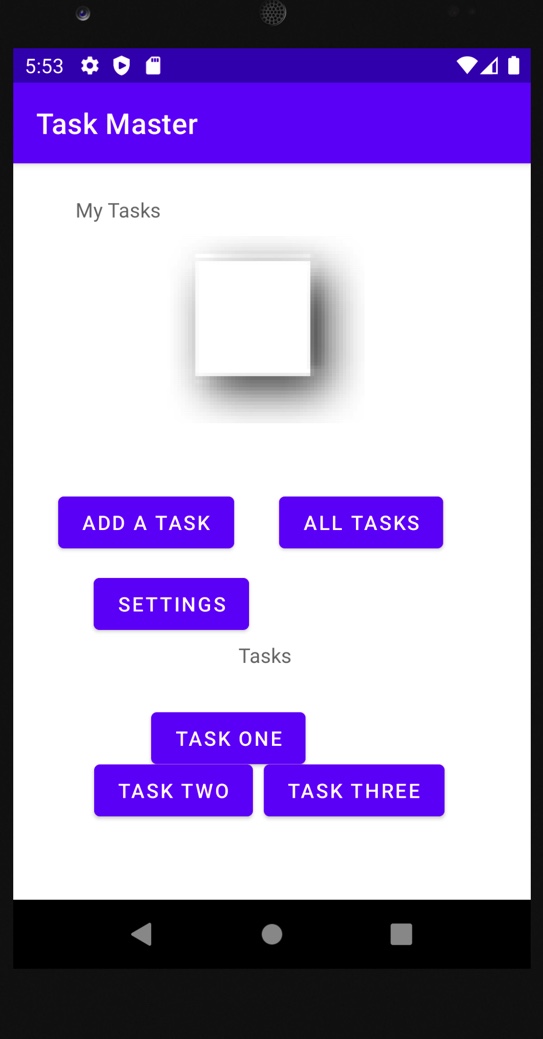 5:53
Task Master
My Tasks
ADD A TASK
ALL TASKS
SETTINGS
Tasks
TASK ONE
TASK TWO
TASK THREE